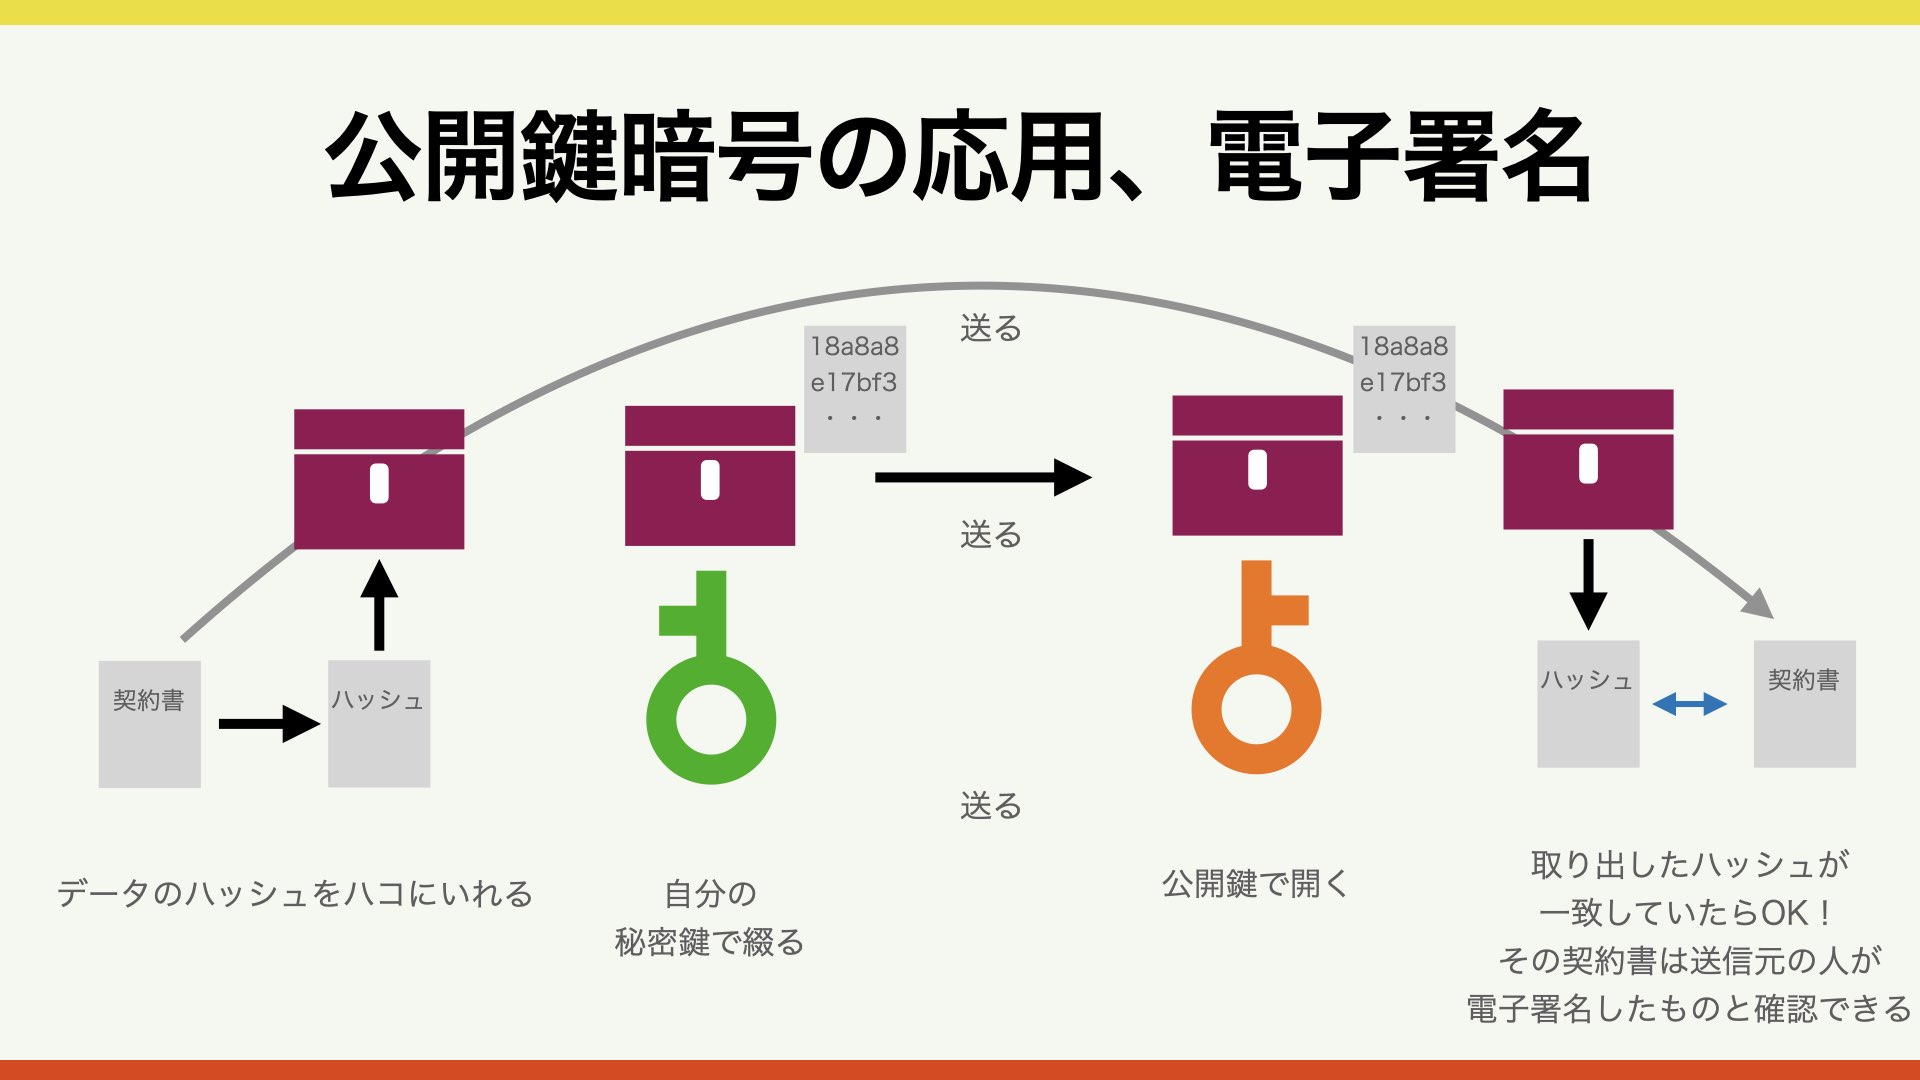 公開鍵暗号の応用、電子署名
送る
18a8a8
e17bf3
・・・
18a8a8
e17bf3
・・・
送る
契約書
ハッシュ
ハッシュ
契約書
送る
データのハッシュをハコにいれる
自分の
秘密鍵で綴る
公開鍵で開く
取り出したハッシュが
一致していたらOK！
その契約書は送信元の人が
電子署名したものと確認できる